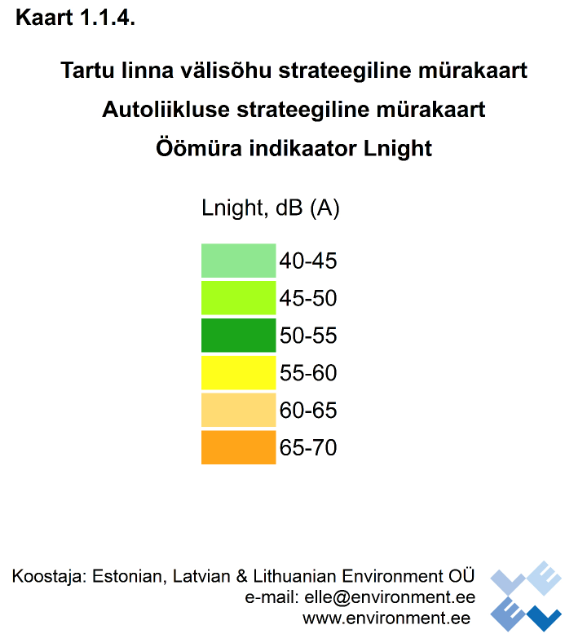 Kaart 1.1.4.
Tartu linna välisõhu strateegiline mürakaart
Autoliikluse strateegiline mürakaart
Öömüra indikaator Lnight
Lnight, dB (A)
40-45
45-50
50-55
55-60
60-65
65-70
Koostaja: Estonian, Latvian & Lithuanian Environment OÜ
e-mail: elle@environment.ee
www.environment.ee